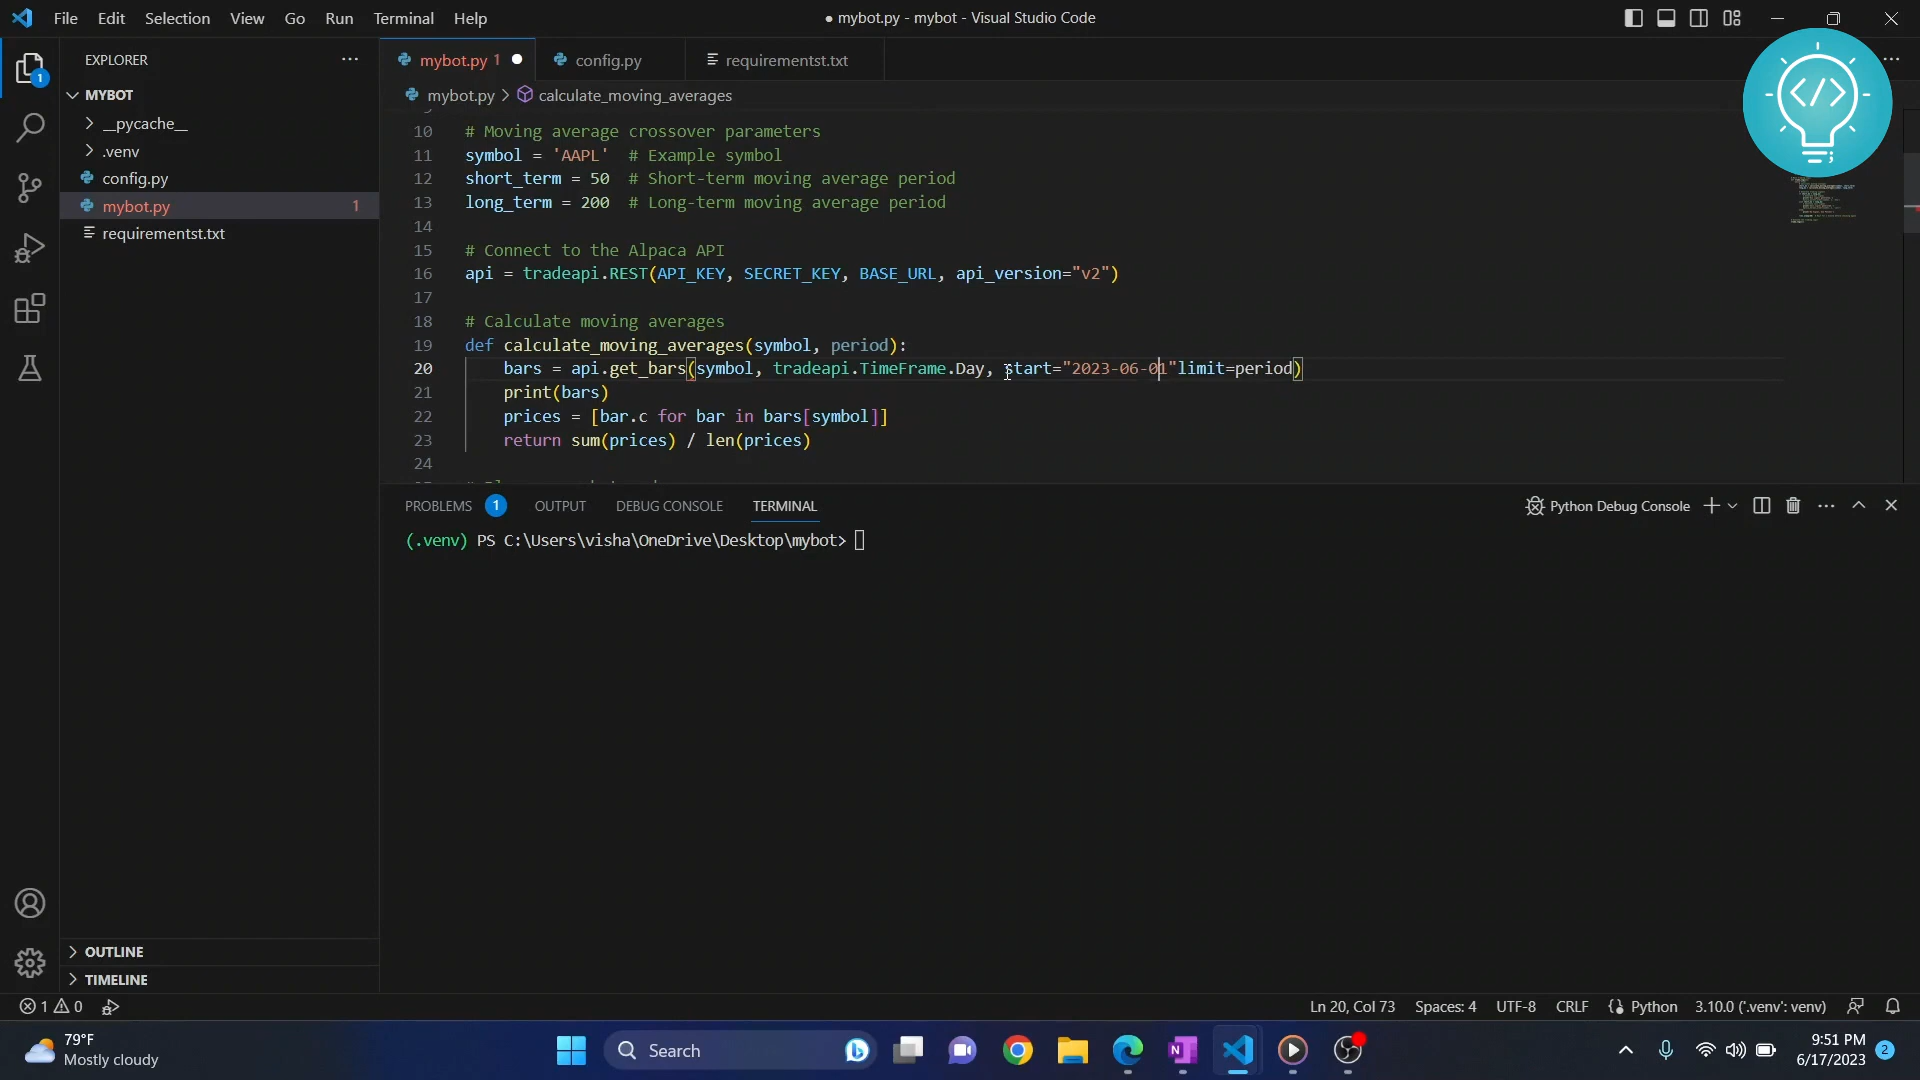 File Edit Selection View Go Run Terminal Help
● mybot.py - mybot - Visual Studio Code
EXPLORER
MYBOT
__pycache__
.venv
config.py
mybot.py 1
requirementst.txt
OUTLINE
TIMELINE
mybot.py 1 config.py requirementst.txt
mybot.py > calculate_moving_averages
10 # Moving average crossover parameters
11 symbol = 'AAPL' # Example symbol
12 short_term = 50 # Short-term moving average period
13 long_term = 200 # Long-term moving average period
14
15 # Connect to the Alpaca API
16 api = tradeapi.REST(API_KEY, SECRET_KEY, BASE_URL, api_version="v2")
17
18 # Calculate moving averages
19 def calculate_moving_averages(symbol, period):
20 bars = api.get_bars(symbol, tradeapi.TimeFrame.Day, start="2023-06-01"limit=period)
21 print(bars)
22 prices = [bar.c for bar in bars[symbol]]
23 return sum(prices) / len(prices)
24
PROBLEMS 1 OUTPUT DEBUG CONSOLE TERMINAL
Python Debug Console
(.venv) PS C:\Users\visha\OneDrive\Desktop\mybot>
1 0
Ln 20, Col 73 Spaces: 4 UTF-8 CRLF Python 3.10.0 ('.venv': venv)
79°F
Mostly cloudy
Search
9:51 PM
6/17/2023
2